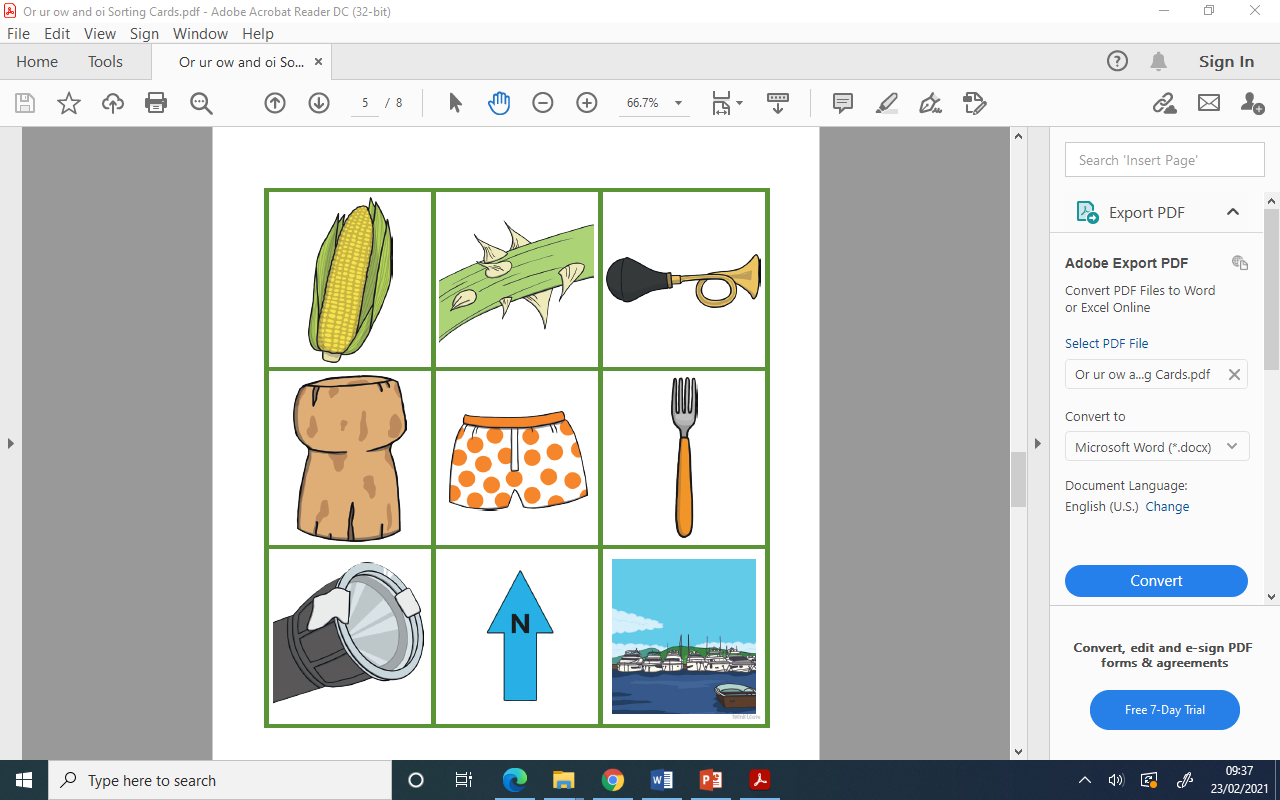 Or ur ow and oi Sorting Cards.pdf - Adobe Acrobat Reader DC (32-bit)
File Edit View Sign Window Help
Home Tools Or ur ow and oi So... Sign In
5 / 8 66.7%
Search 'Insert Page'
Export PDF
Adobe Export PDF
Convert PDF Files to Word
or Excel Online
Select PDF File
Or ur ow a...g Cards.pdf
Convert to
Microsoft Word (*.docx)
Document Language:
English (U.S.) Change
Convert
N
Convert, edit and e-sign PDF
forms & agreements
Free 7-Day Trial
Type here to search
09:37
23/02/2021